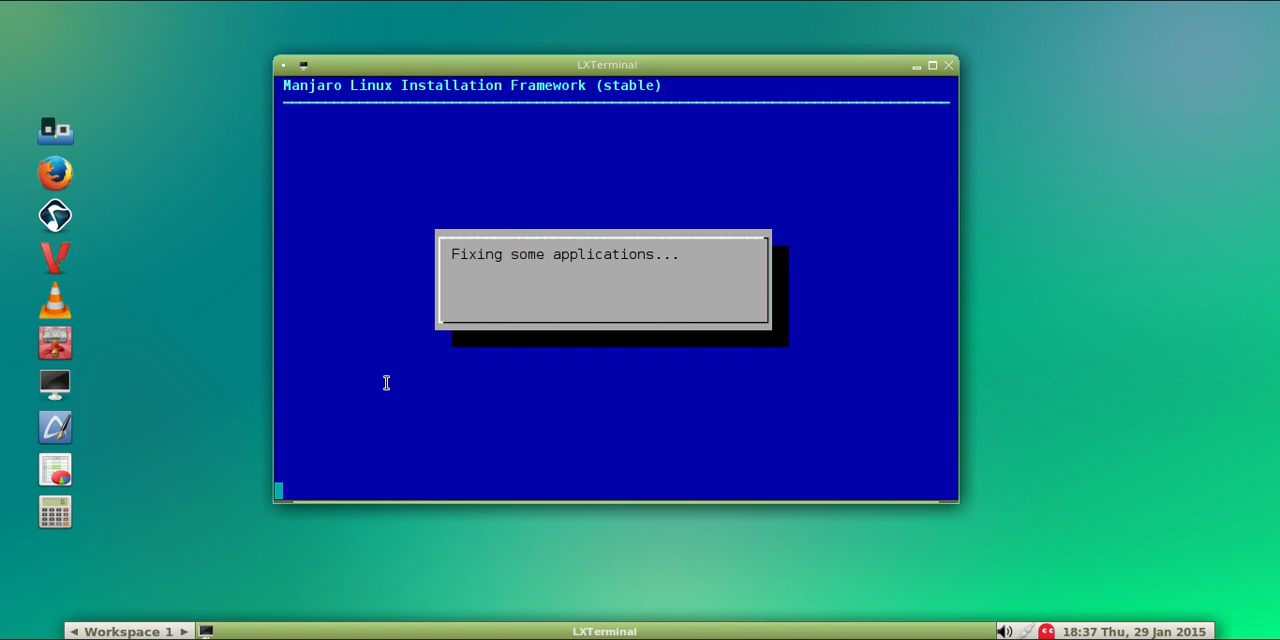 LXTerminal
Manjaro Linux Installation Framework (stable)
Fixing some applications...
Workspace 1
LXTerminal
18:37 Thu, 29 Jan 2015